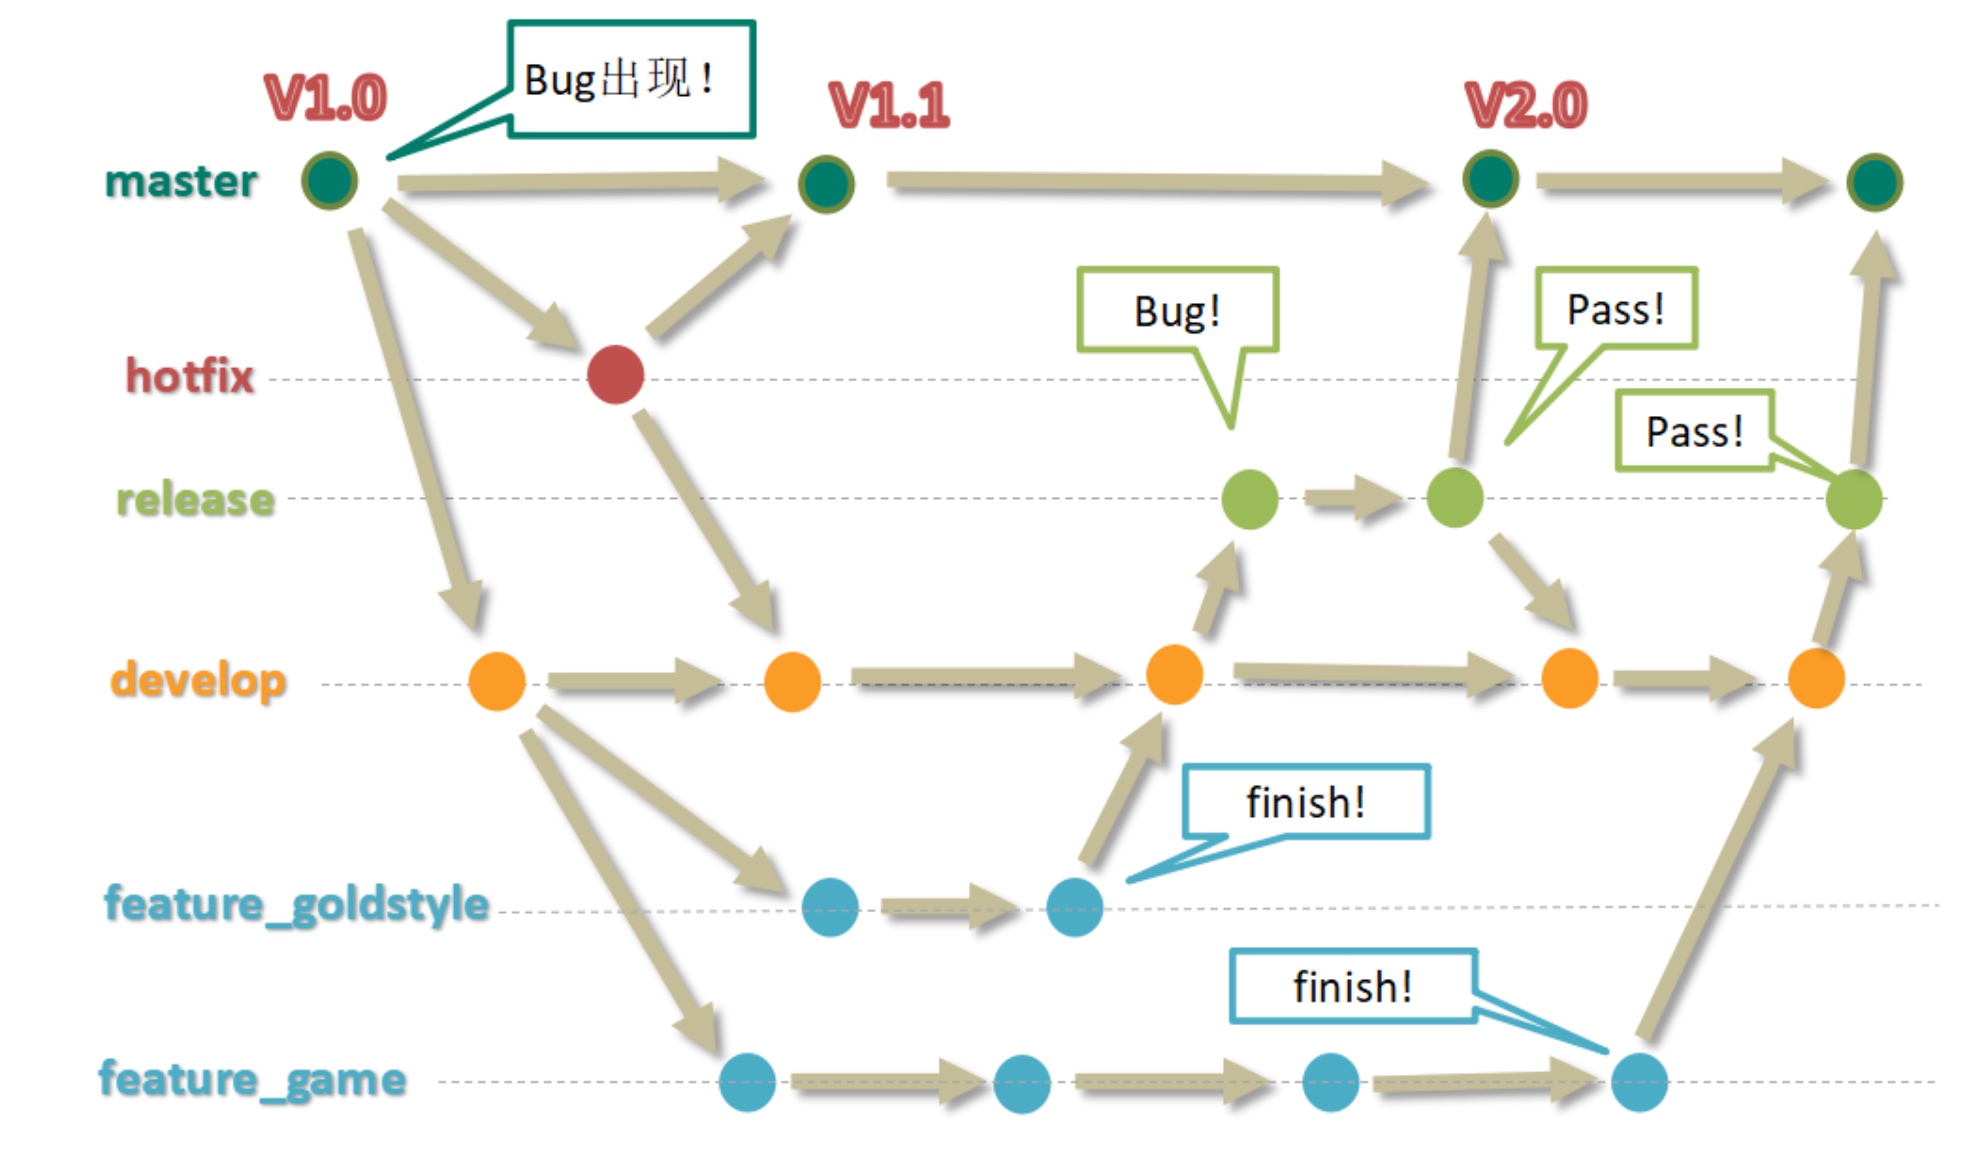 Bug出现！
V1.0
V1.1
V2.0
master
Bug!
Pass!
hotfix
Pass!
release
develop
finish!
feature_goldstyle
finish!
feature_game